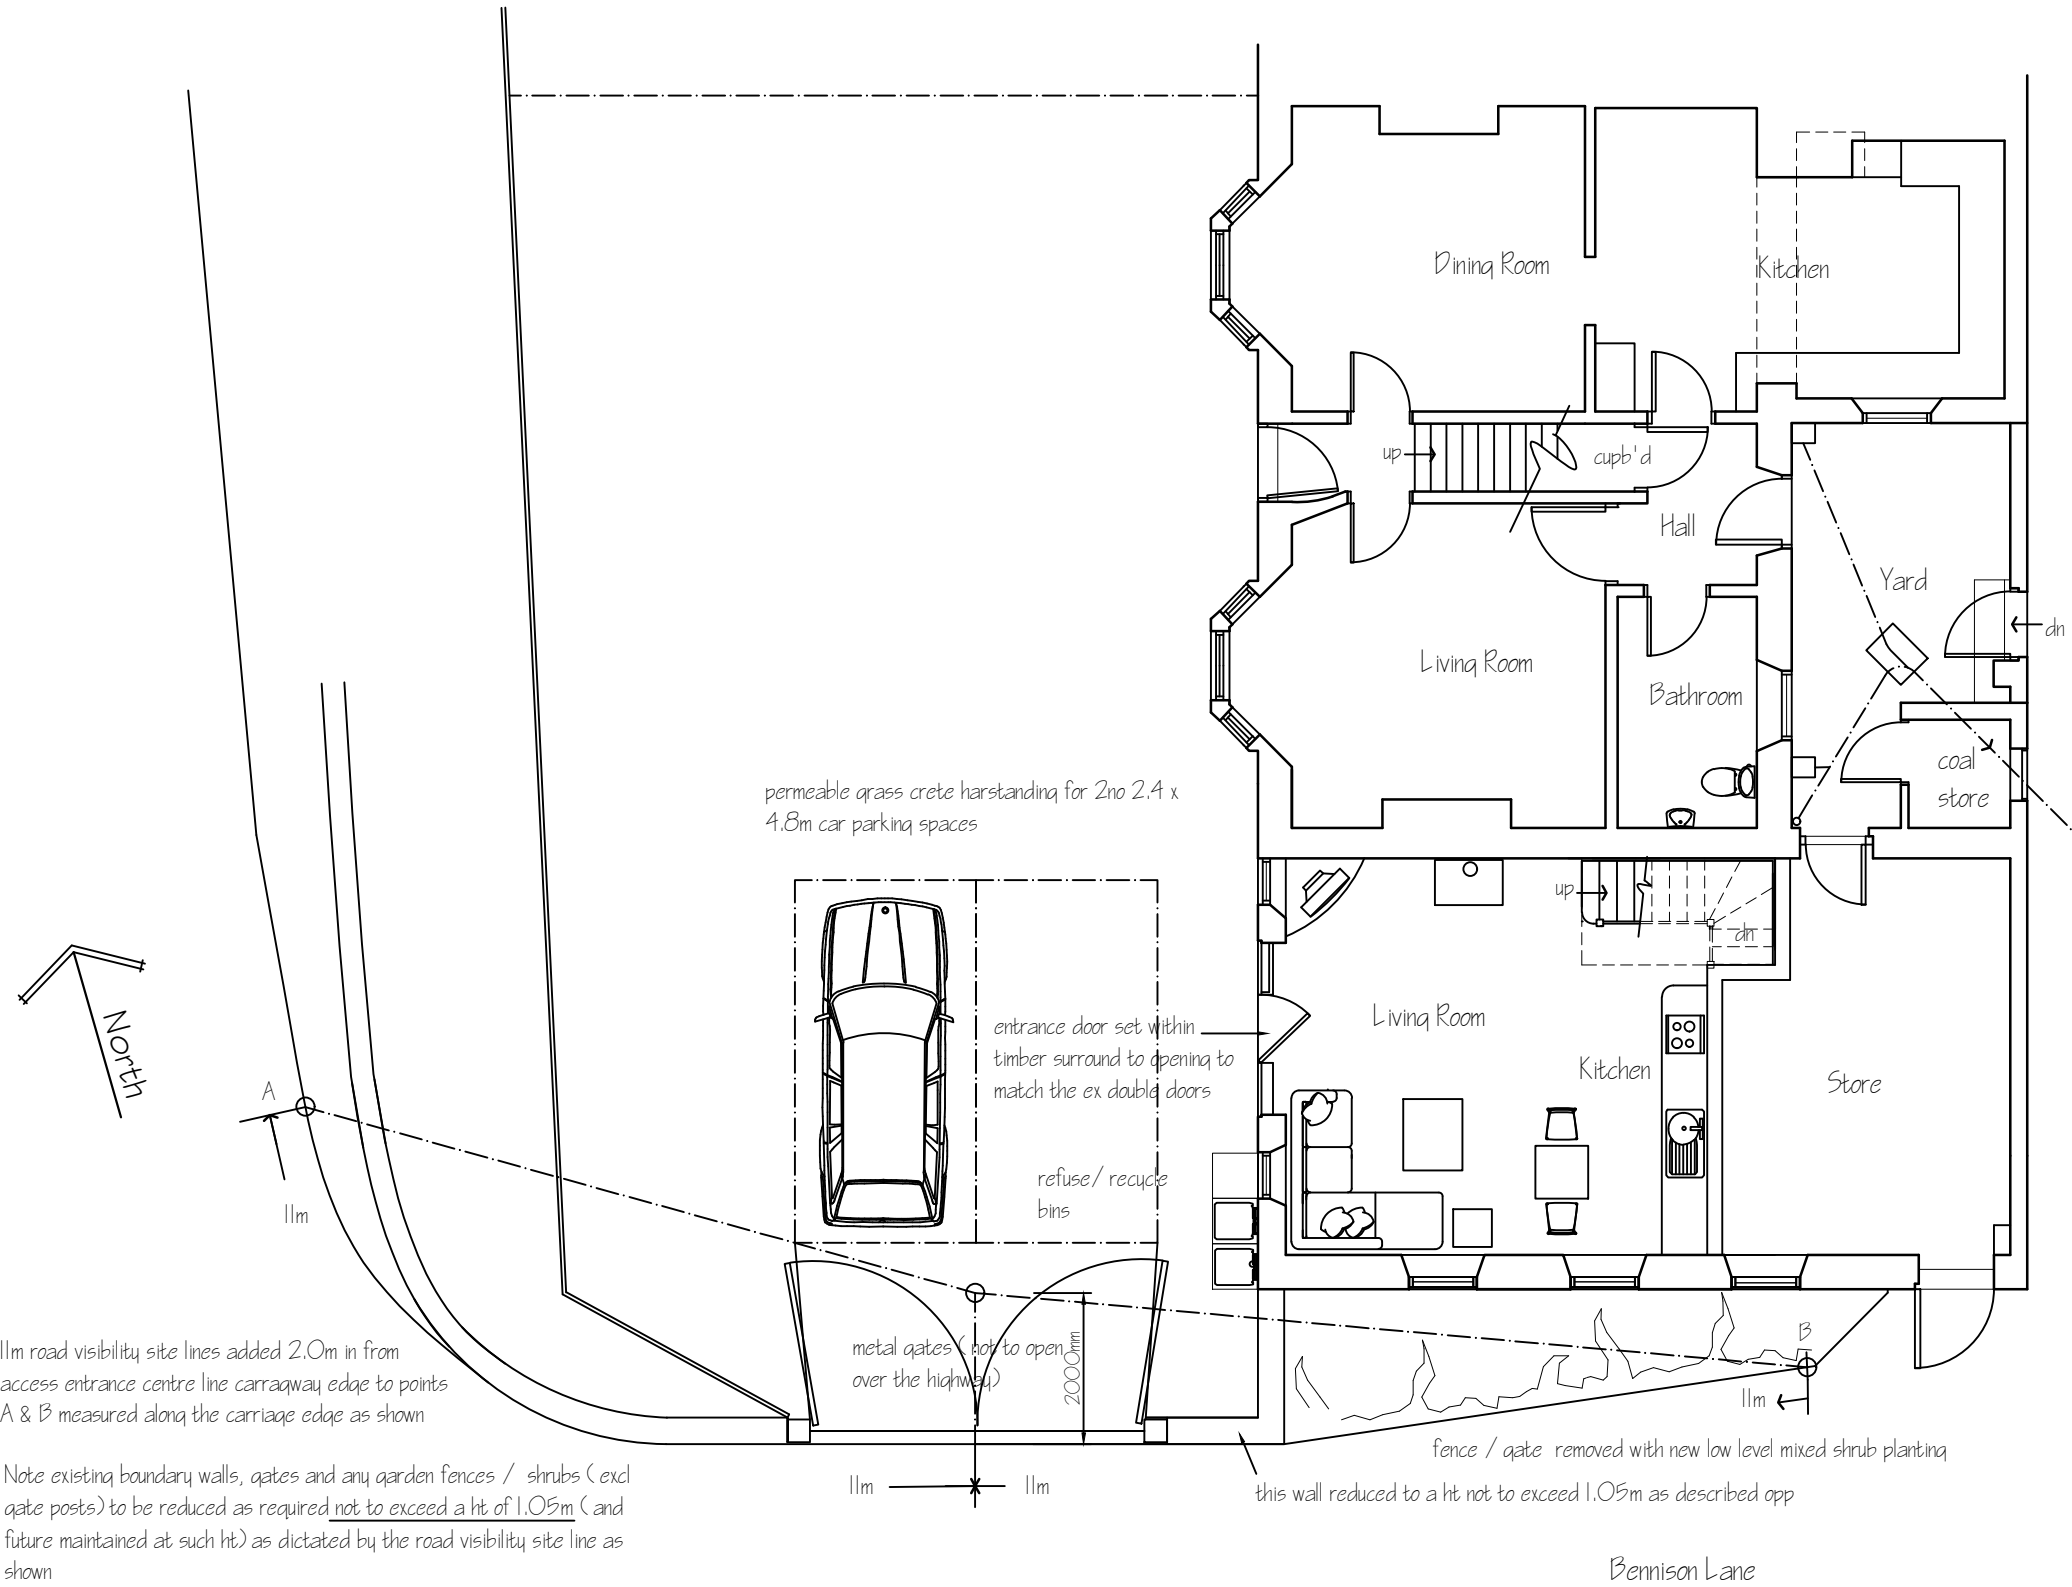 Dining Room
Kitchen
up
cupb'd
Hall
Yard
dn
Living Room
Bathroom
coal
store
permeable grass crete harstanding for 2no 2.4 x
4.8m car parking spaces
up
dn
North
entrance door set within
timber surround to opening to
match the ex double doors
Living Room
Kitchen
Store
A
11m
refuse/ recycle
bins
11m road visibility site lines added 2.0m in from
access entrance centre line carragway edge to points
A & B measured along the carriage edge as shown
metal gates ( not to open
over the highway)
2000mm
B
11m
fence / gate removed with new low level mixed shrub planting
Note existing boundary walls, gates and any garden fences / shrubs ( excl
gate posts) to be reduced as required not to exceed a ht of 1.05m ( and
future maintained at such ht) as dictated by the road visibility site line as
shown
11m
11m
this wall reduced to a ht not to exceed 1.05m as described opp
Bennison Lane